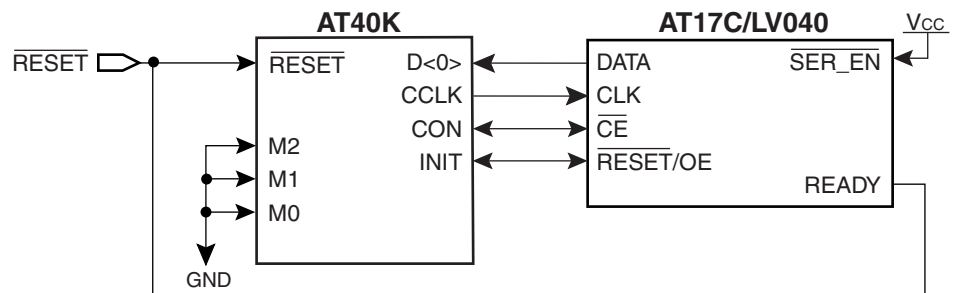 AT40K
AT17C/LV040
VCC
RESET
RESET
D<0>
DATA
SER_EN
CCLK
CLK
CON
CE
M2
INIT
RESET/OE
M1
READY
M0
GND